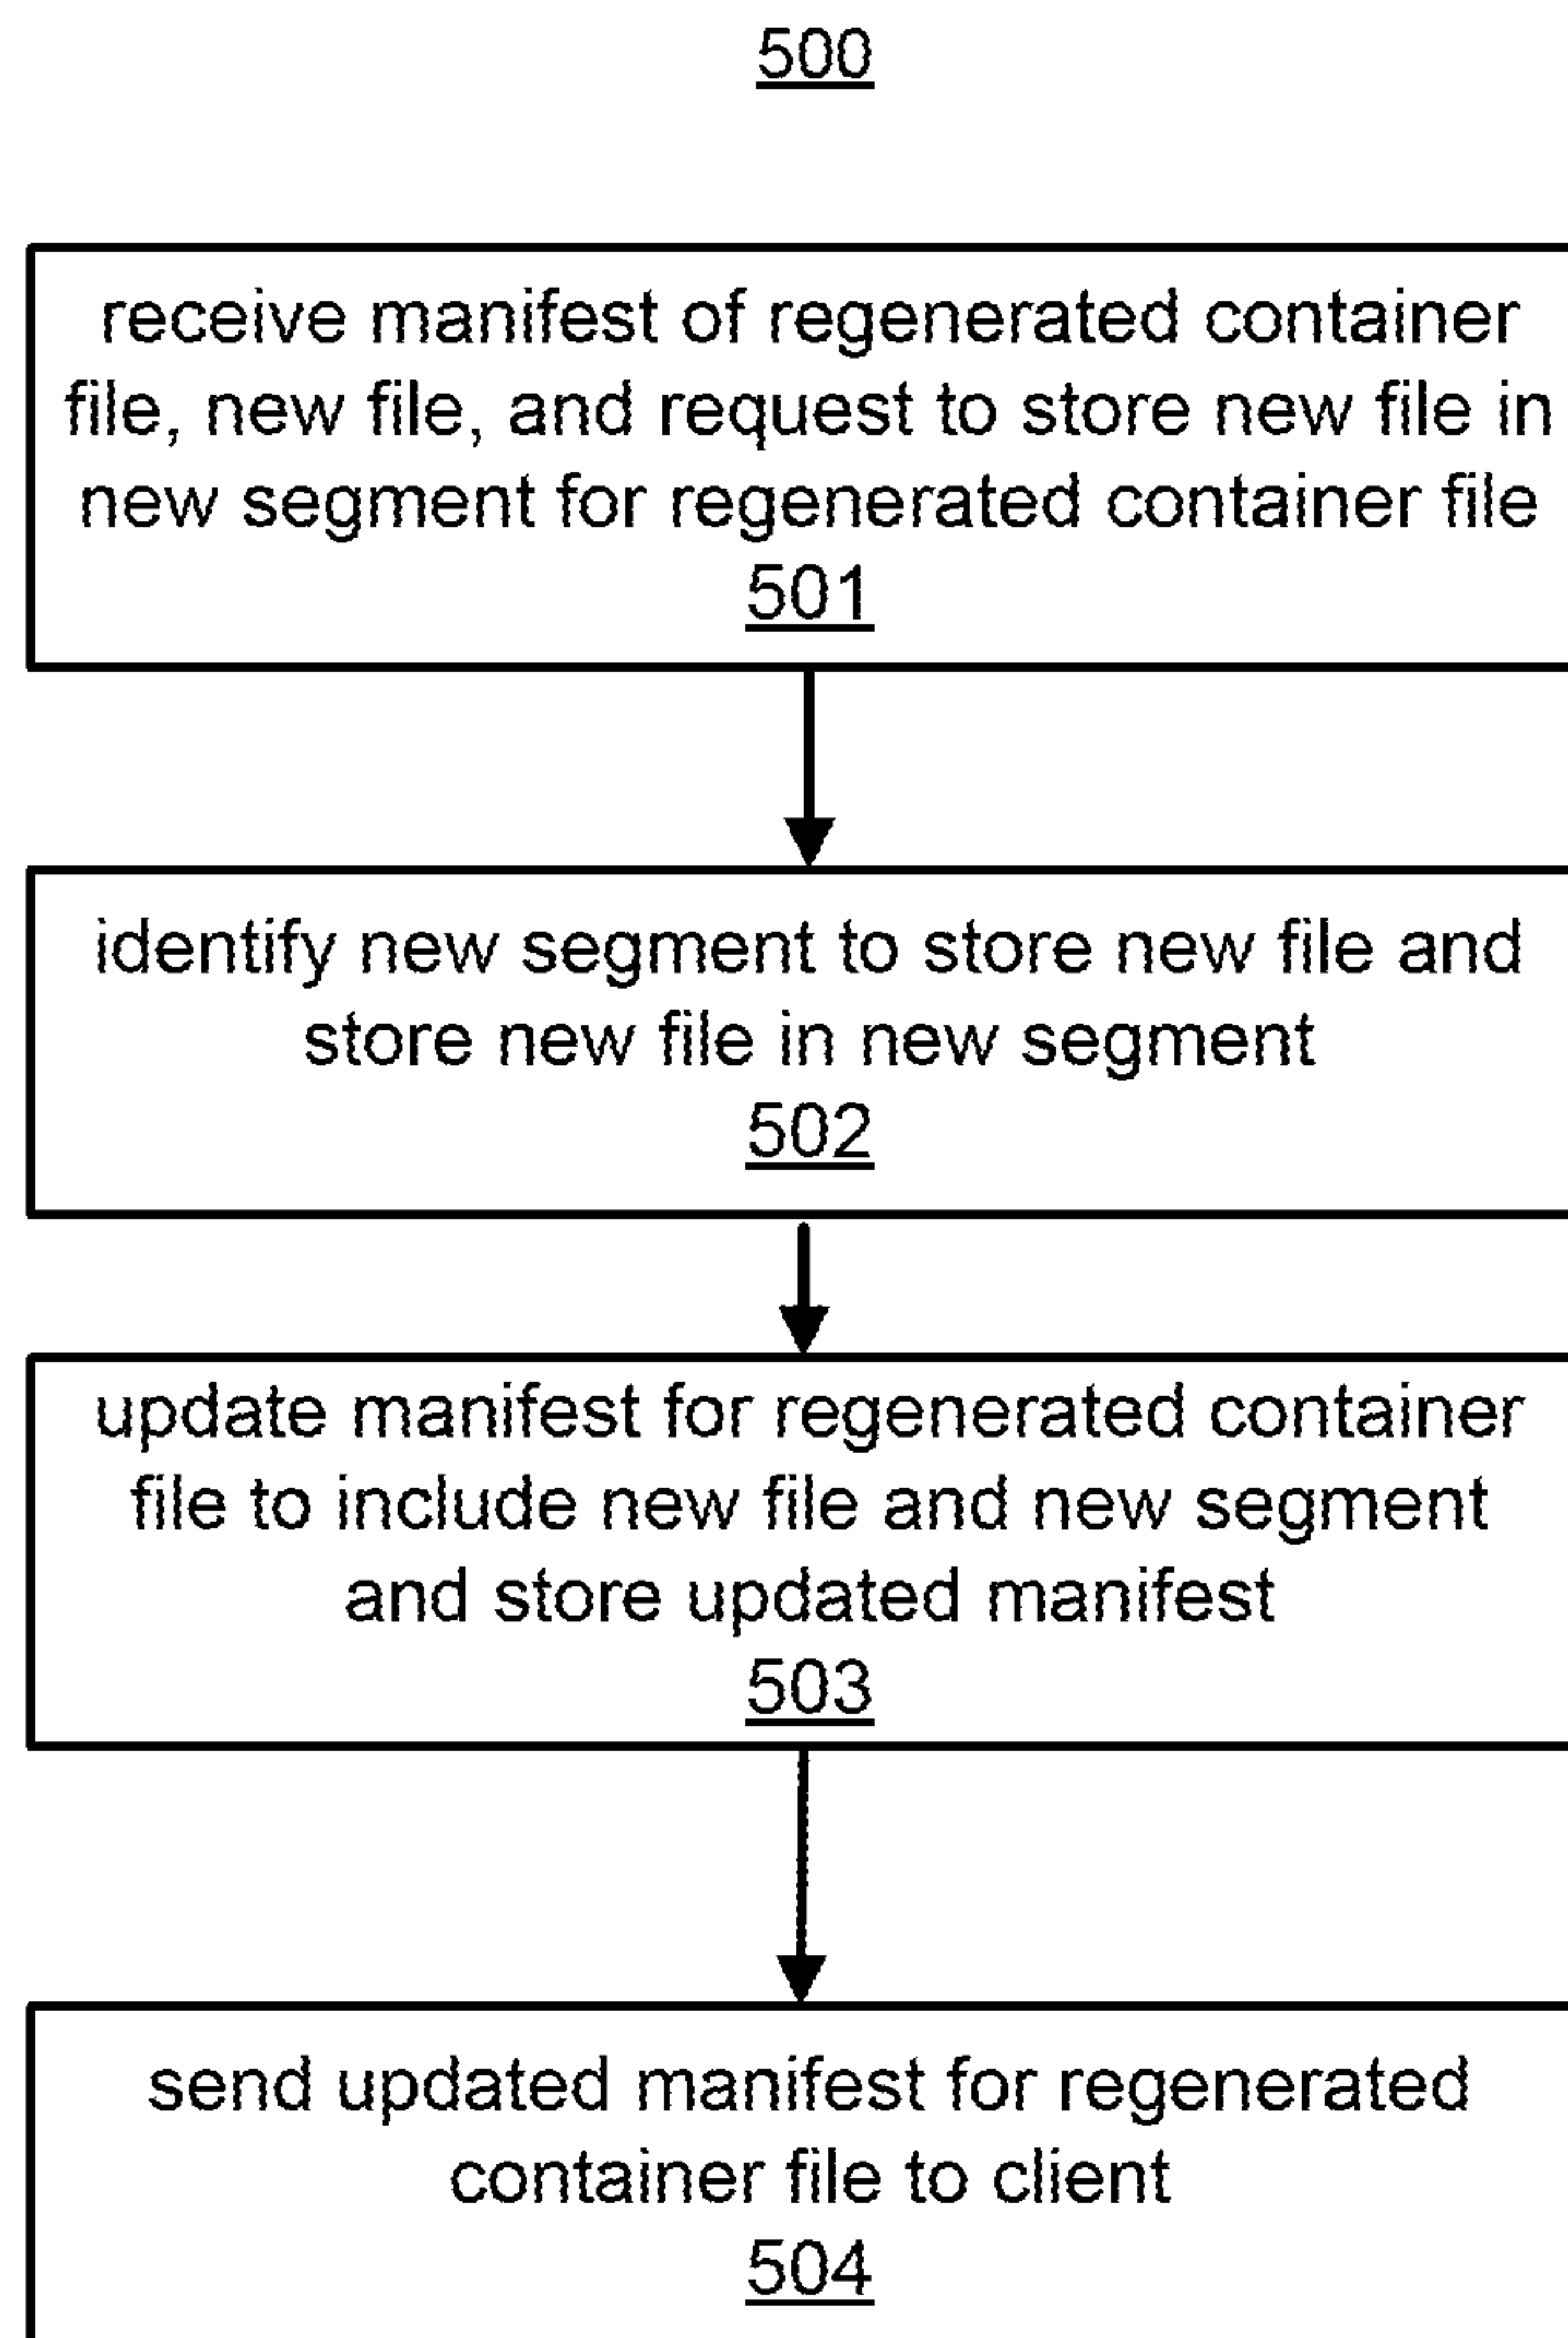 500
receive manifest of regenerated container
file, new file, and request to store new file in
new segment for regenerated container file
501
identify new segment to store new file and
store new file in new segment
502
update manifest for regenerated container
file to include new file and new segment
and store updated manifest
503
send updated manifest for regenerated
container file to client
504